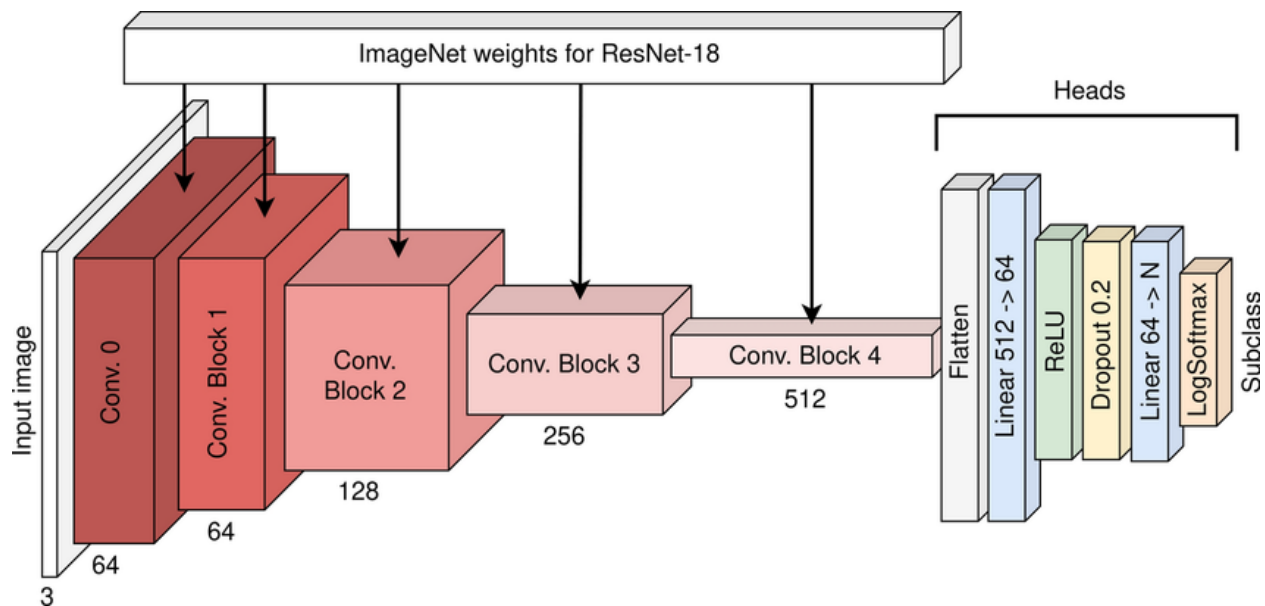 ImageNet weights for ResNet-18
Heads
Input image
3
Conv. 0
64
Conv. Block 1
64
Conv.
Block 2
128
Conv. Block 3
256
Conv. Block 4
512
Flatten
Linear 512 -> 64
ReLU
Dropout 0.2
Linear 64 -> N
LogSoftmax
Subclass